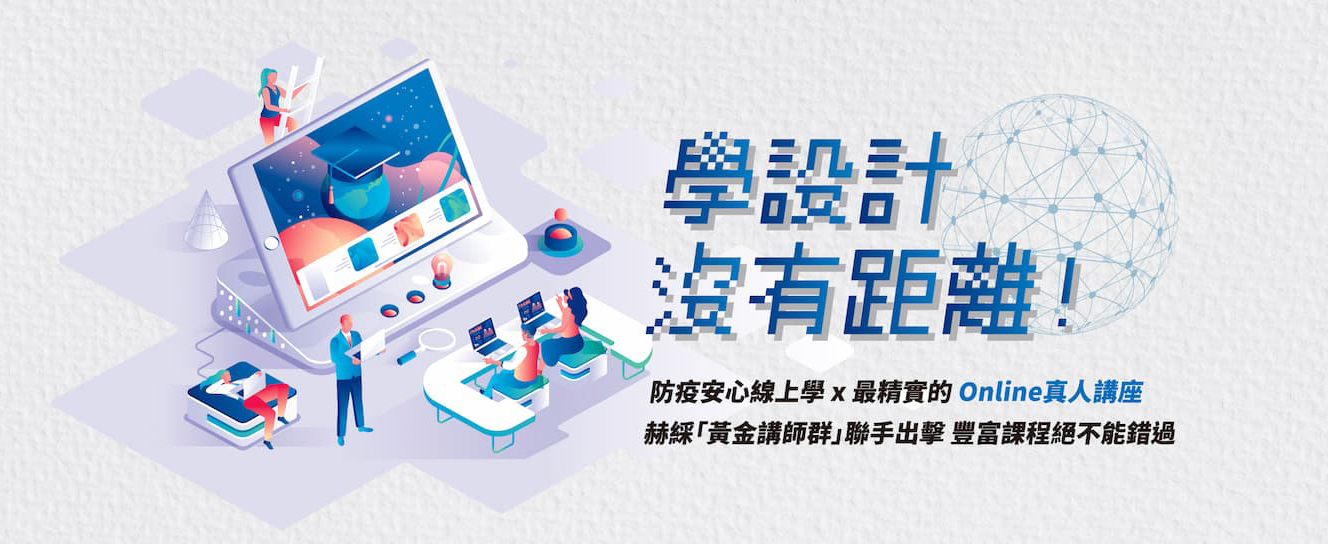 學設計
沒有距離！
防疫安心線上學 x 最精實的 Online真人講座
赫綵「黃金講師群」聯手出擊 豐富課程絕不能錯過